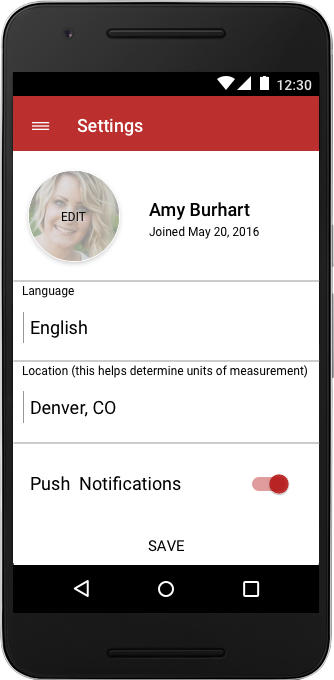 12:30
Settings
EDIT
Amy Burhart
Joined May 20, 2016
Language
English
Location (this helps determine units of measurement)
Denver, CO
Push Notifications
SAVE